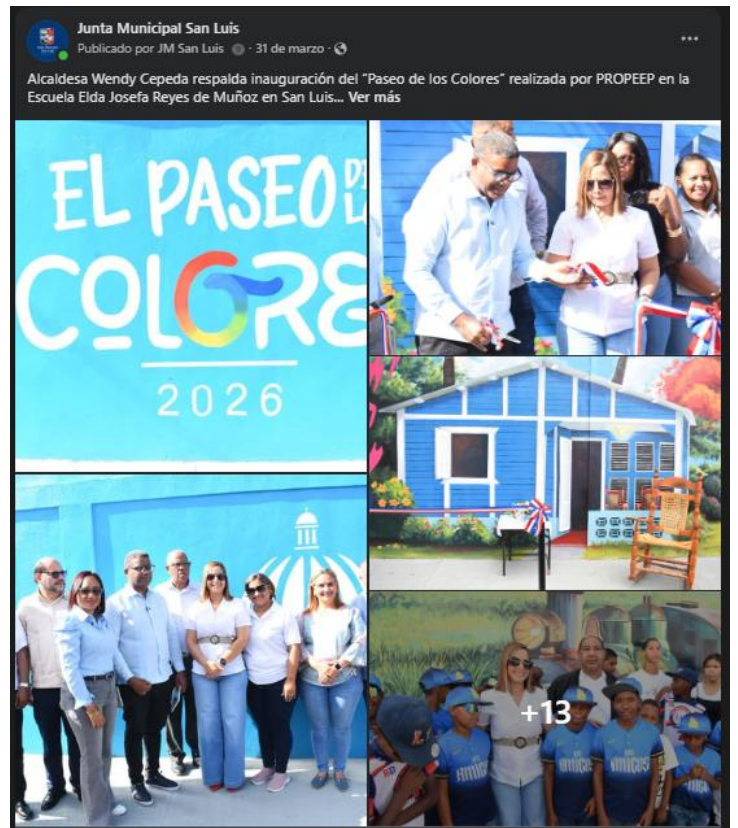 Junta Municipal San Luis
Publicado por JM San Luis · 31 de marzo ·
Alcaldesa Wendy Cepeda respalda inauguración del "Paseo de los Colores" realizada por PROPEEP en la
Escuela Elda Josefa Reyes de Muñoz en San Luis... Ver más
EL PASEO
COLORE
2026
+13